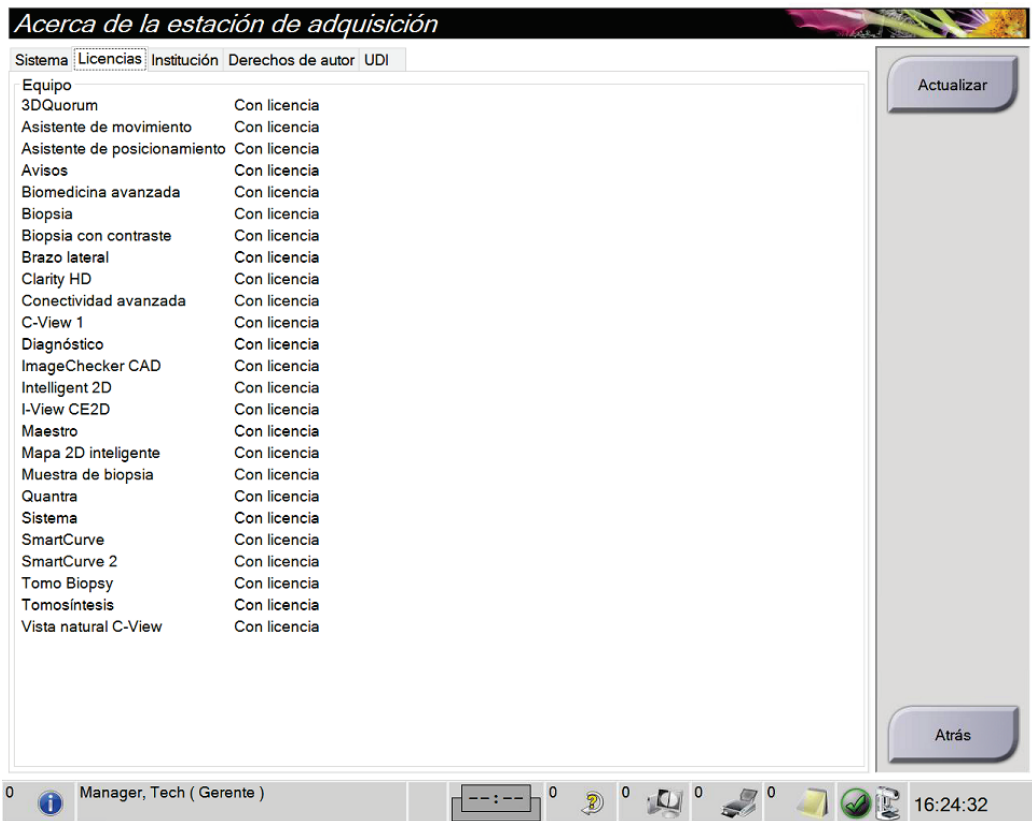 Acerca de la estación de adquisición
Sistema Licencias Institución Derechos de autor UDI
Actualizar
Equipo
3DQuorum Con licencia
Asistente de movimiento Con licencia
Asistente de posicionamiento Con licencia
Avisos Con licencia
Biomedicina avanzada Con licencia
Biopsia Con licencia
Biopsia con contraste Con licencia
Brazo lateral Con licencia
Clarity HD Con licencia
Conectividad avanzada Con licencia
C-View 1 Con licencia
Diagnóstico Con licencia
ImageChecker CAD Con licencia
Intelligent 2D Con licencia
I-View CE2D Con licencia
Maestro Con licencia
Mapa 2D inteligente Con licencia
Muestra de biopsia Con licencia
Quantra Con licencia
Sistema Con licencia
SmartCurve Con licencia
SmartCurve 2 Con licencia
Tomo Biopsy Con licencia
Tomosíntesis Con licencia
Vista natural C-View Con licencia
Atrás
0 Manager, Tech ( Gerente ) --:-- 0 0 0 0 16:24:32